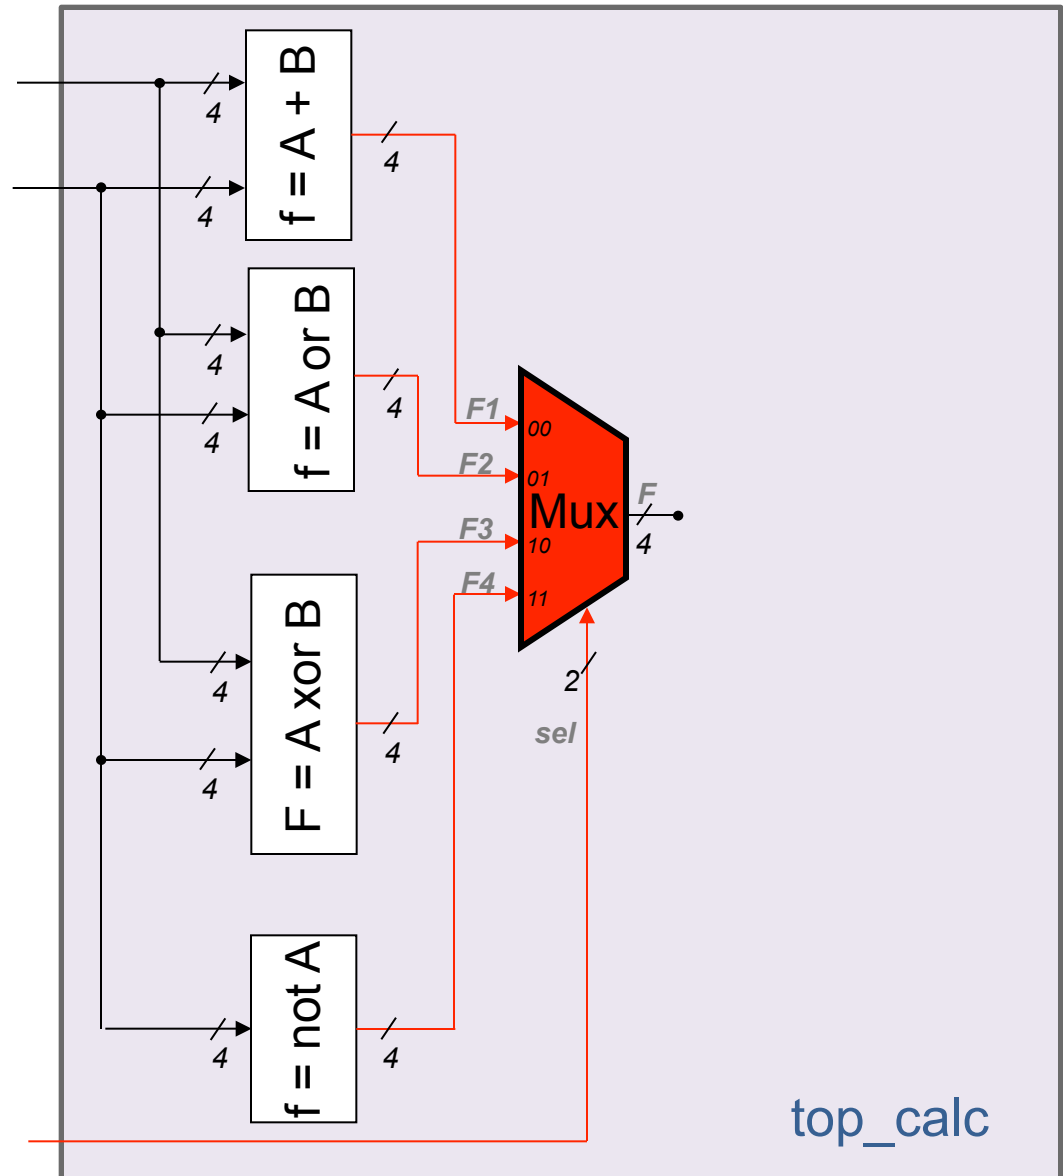 4
f = A + B
4
4
4
f = A or B
4
4
F1
00
F2
01
Mux
F
4
F3
10
F4
11
4
F = A xor B
4
4
2
sel
4
f = not A
4
top_calc